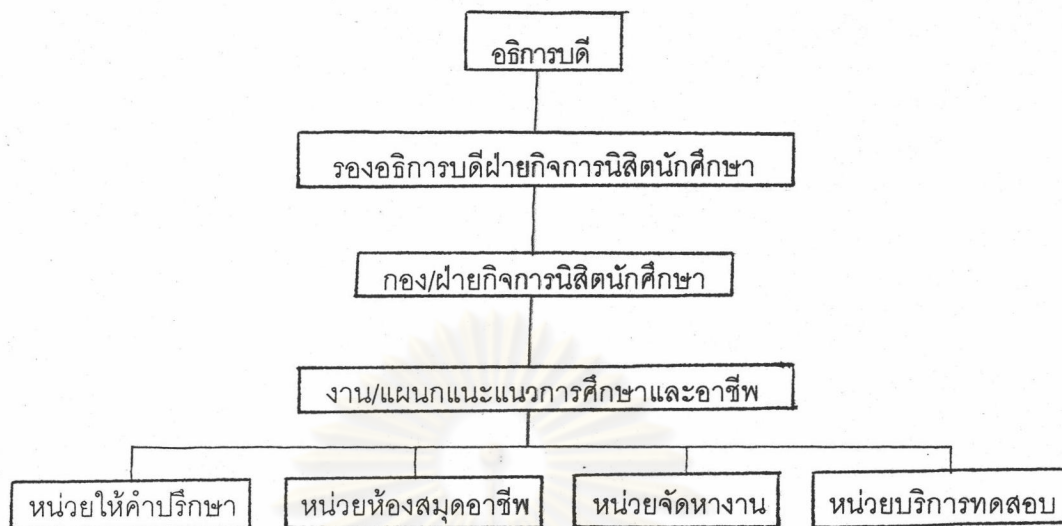 อธิการบดี
รองอธิการบดีฝ่ายกิจการนิสิตนักศึกษา
กอง/ฝ่ายกิจการนิสิตนักศึกษา
งาน/แผนกแนะแนวการศึกษาและอาชีพ
หน่วยให้คำปรึกษา
หน่วยห้องสมุดอาชีพ
หน่วยจัดหางาน
หน่วยบริการทดสอบ